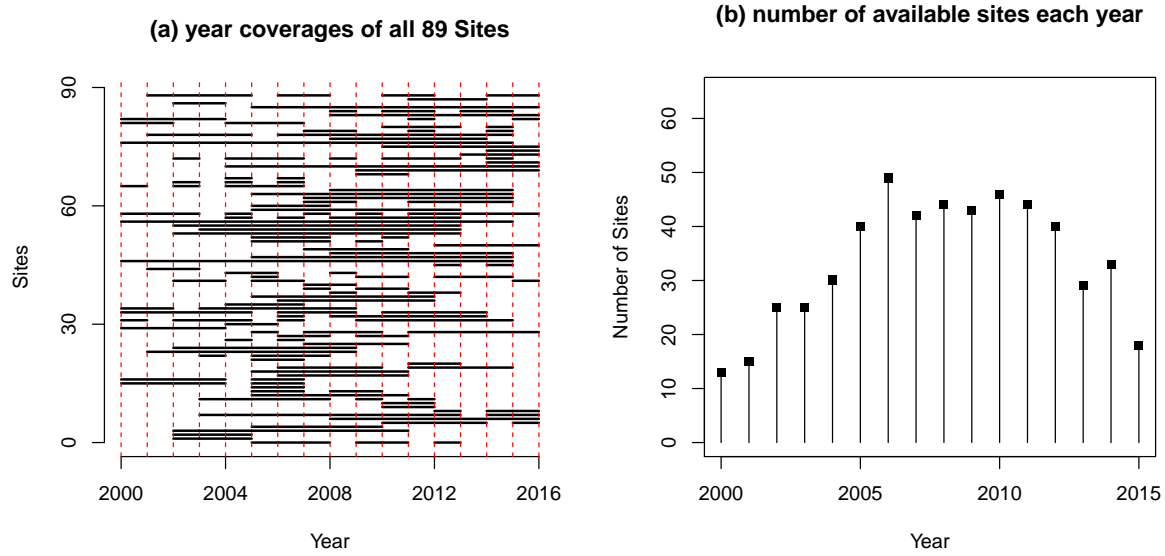 (a) year coverages of all 89 Sites
90
60
30
0
Sites
2000 2004 2008 2012 2016
Year
(b) number of available sites each year
60
50
40
30
20
10
0
Number of Sites
2000 2005 2010 2015
Year